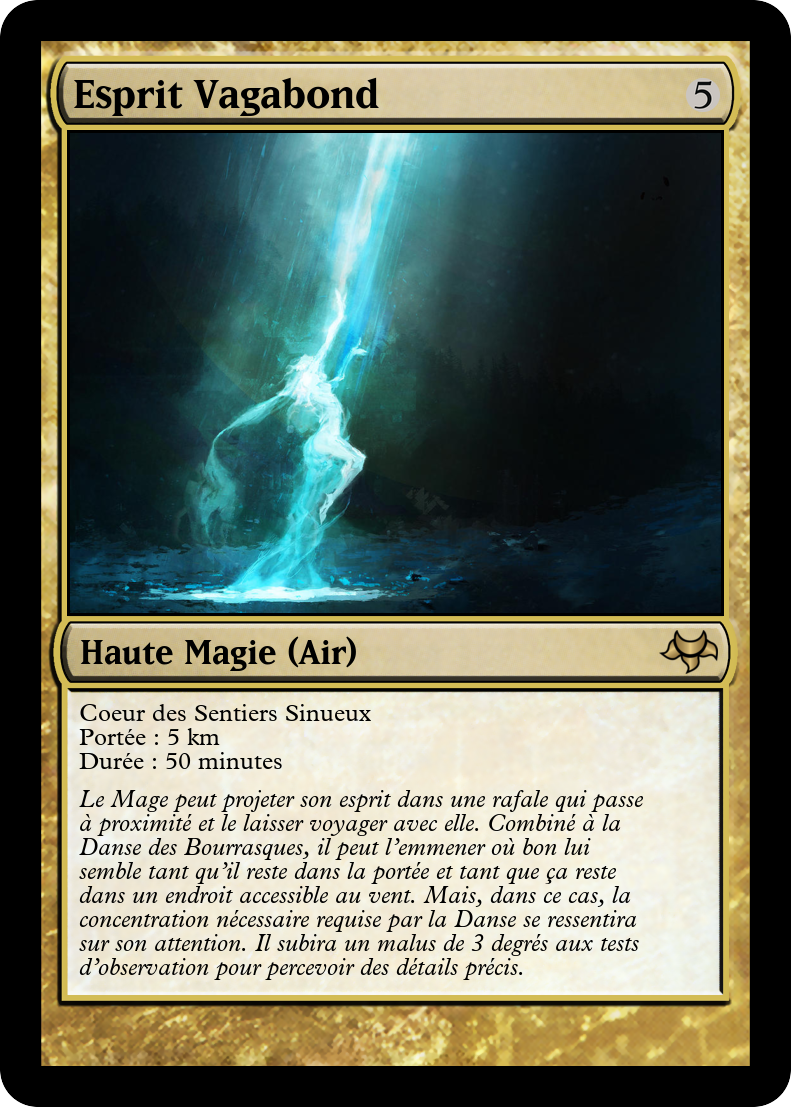 Esprit Vagabond
5
Haute Magie (Air)
Coeur des Sentiers Sinueux
Portée : 5 km
Durée : 50 minutes
Le Mage peut projeter son esprit dans une rafale qui passe
à proximité et le laisser voyager avec elle. Combiné à la
Danse des Bourrasques, il peut l'emmener où bon lui
semble tant qu'il reste dans la portée et tant que ça reste
dans un endroit accessible au vent. Mais, dans ce cas, la
concentration nécessaire requise par la Danse se ressentira
sur son attention. Il subira un malus de 3 degrés aux tests
d'observation pour percevoir des détails précis.